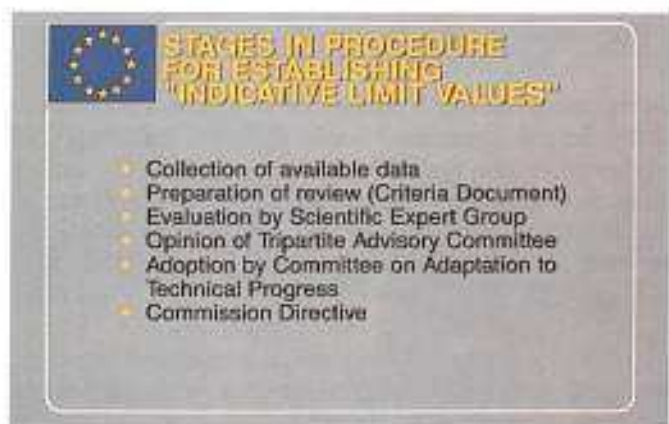 STAGES IN PROCEDURE
FOR ESTABLISHING
"INDICATIVE LIMIT VALUES"
Collection of available data
Preparation of review (Criteria Document)
Evaluation by Scientific Expert Group
Opinion of Tripartite Advisory Committee
Adoption by Committee on Adaptation to
Technical Progress
Commission Directive